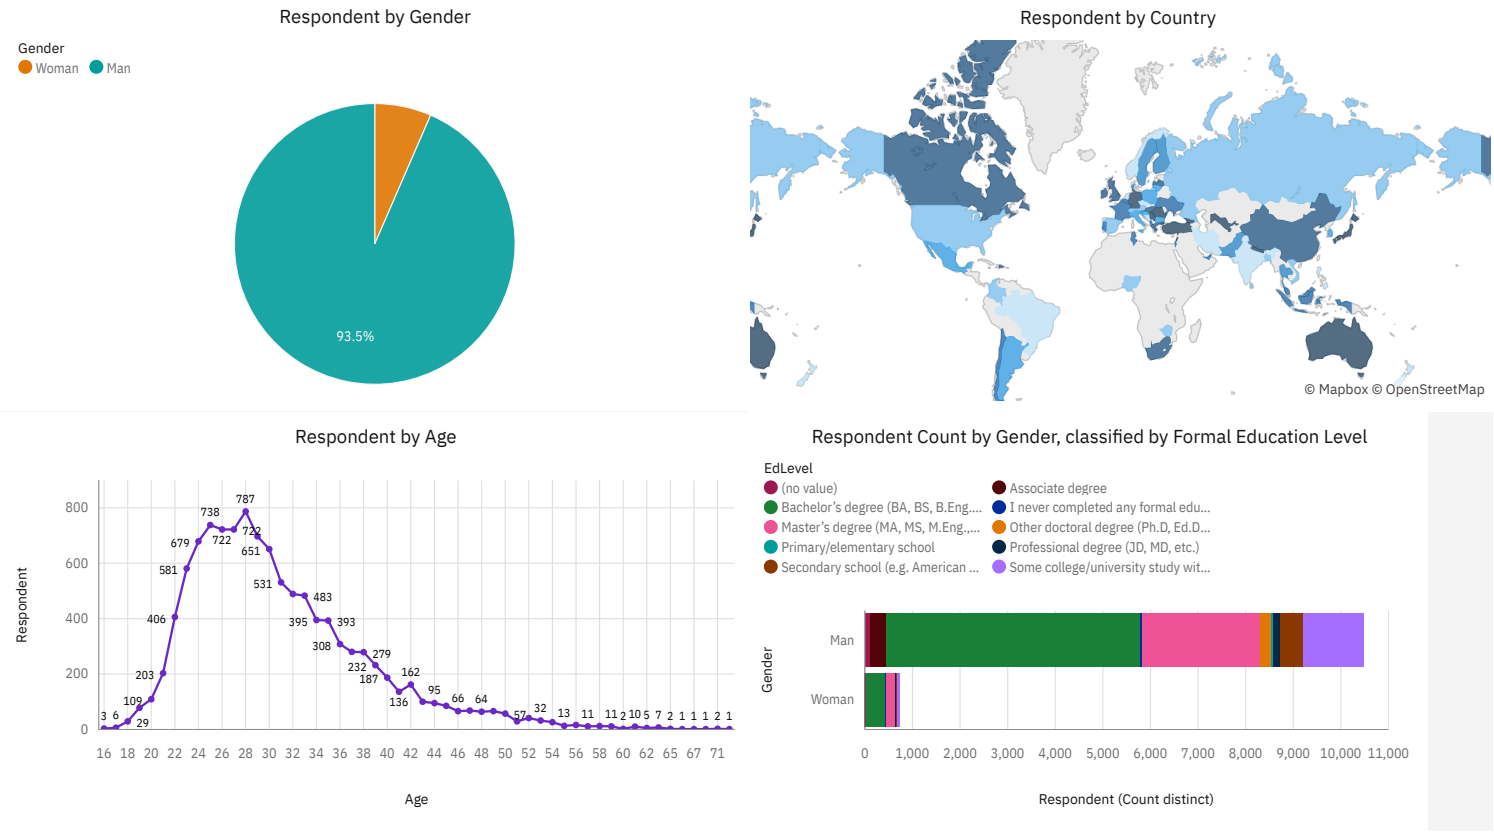 Respondent by Gender
Gender
Woman Man
93.5%
Respondent by Country
© Mapbox © OpenStreetMap
Respondent by Age
Respondent
800
600
400
200
0
3 6 29 109 203 406 581 679 738 722 787 722 651 531 483 395 393 308 279 232 187 136 162 95 66 64 57 32 13 11 11 2 10 5 7 2 1 1 1 2 1
16 18 20 22 24 26 28 30 32 34 36 38 40 42 44 46 48 50 52 54 56 58 60 62 65 67 71
Age
Respondent Count by Gender, classified by Formal Education Level
EdLevel
(no value) Associate degree
Bachelor's degree (BA, BS, B.Eng.... I never completed any formal edu...
Master's degree (MA, MS, M.Eng.,... Other doctoral degree (Ph.D, Ed.D...
Primary/elementary school Professional degree (JD, MD, etc.)
Secondary school (e.g. American ... Some college/university study wit...
Gender
Man
Woman
0 1,000 2,000 3,000 4,000 5,000 6,000 7,000 8,000 9,000 10,000 11,000
Respondent (Count distinct)